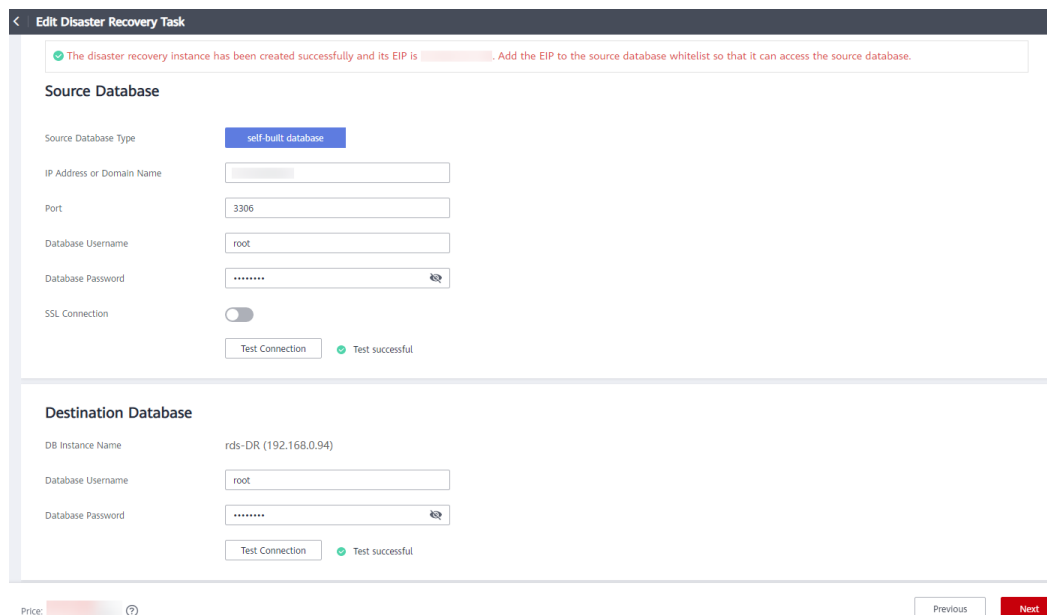 Edit Disaster Recovery Task
The disaster recovery instance has been created successfully and its EIP is . Add the EIP to the source database whitelist so that it can access the source database.
Source Database
Source Database Type self-built database
IP Address or Domain Name
Port 3306
Database Username root
Database Password ••••••••
SSL Connection
Test Connection Test successful
Destination Database
DB Instance Name rds-DR (192.168.0.94)
Database Username root
Database Password ••••••••
Test Connection Test successful
Price: Previous Next